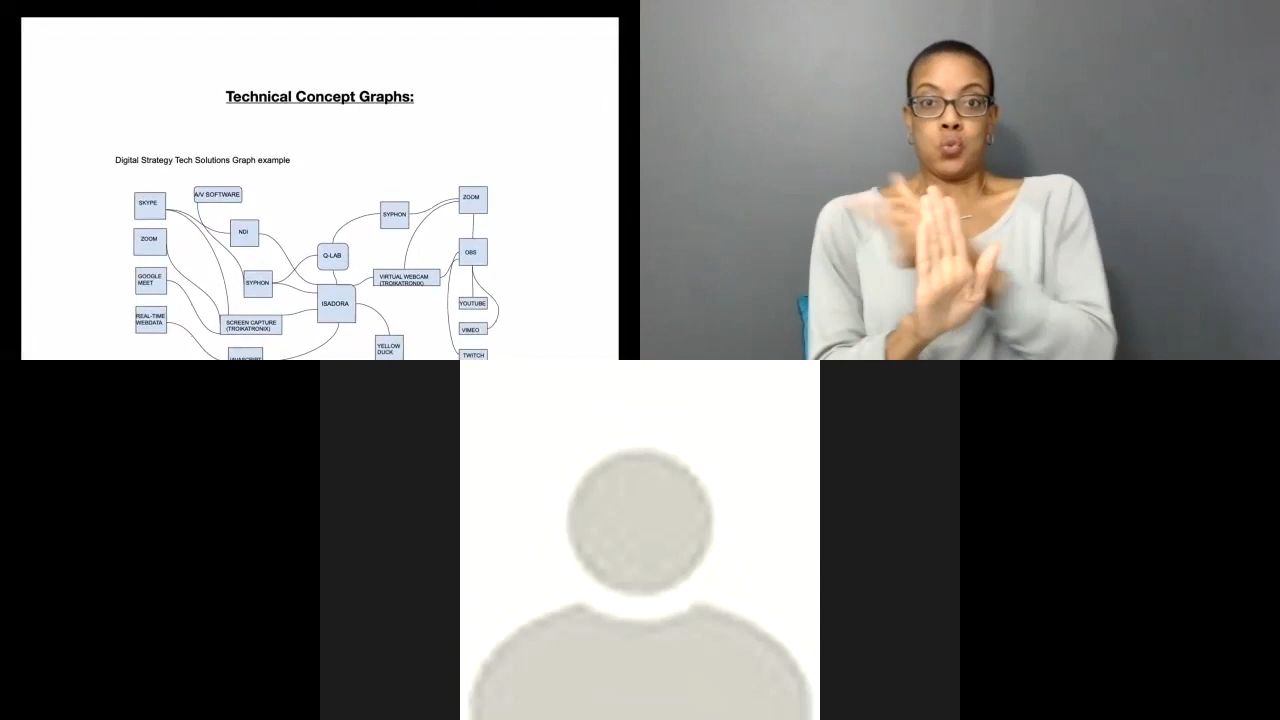 Technical Concept Graphs:
Digital Strategy Tech Solutions Graph example
SKYPE
A/V SOFTWARE
ZOOM
NDI
SYPHON
ZOOM
Q-LAB
OBS
GOOGLE
MEET
SYPHON
VIRTUAL WEBCAM
(TROIKATRONIX)
ISADORA
YOUTUBE
REAL-TIME
WEBDATA
SCREEN CAPTURE
(TROIKATRONIX)
VIMEO
YELLOW
DUCK
JAVASCRIPT
TWITCH